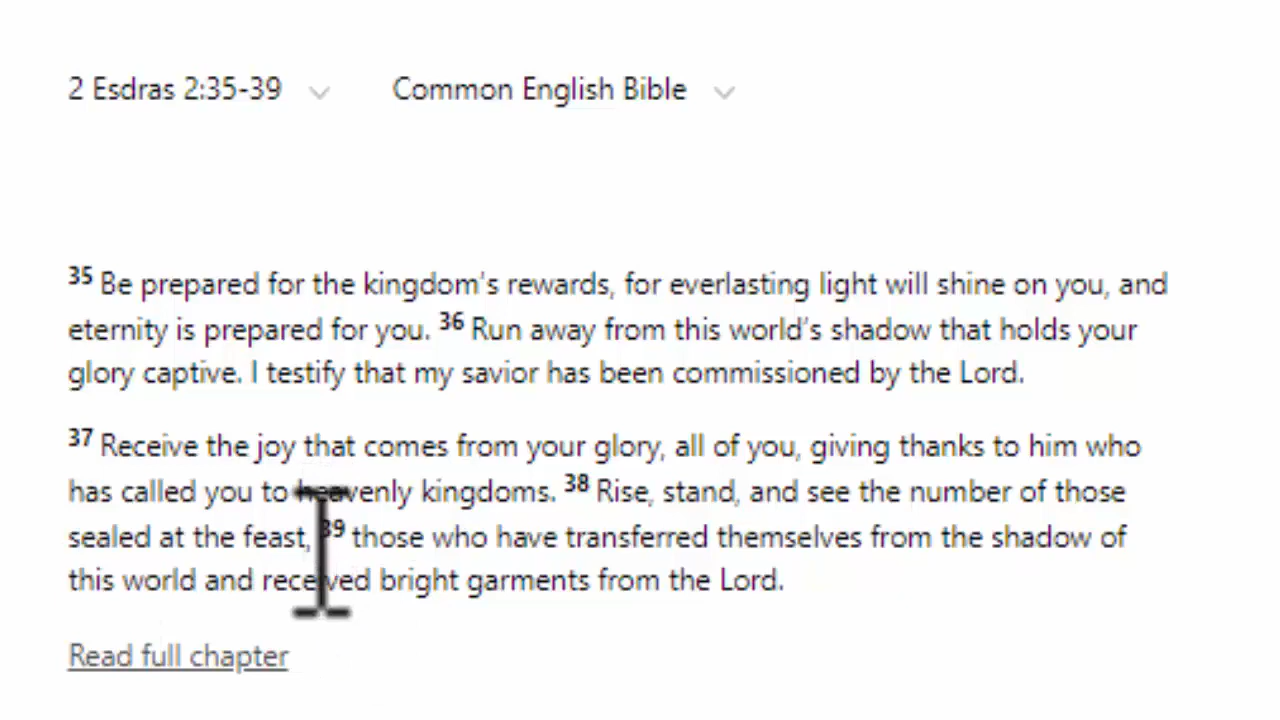 2 Esdras 2:35-39 Common English Bible
35 Be prepared for the kingdom's rewards, for everlasting light will shine on you, and
eternity is prepared for you. 36 Run away from this world's shadow that holds your
glory captive. I testify that my savior has been commissioned by the Lord.
37 Receive the joy that comes from your glory, all of you, giving thanks to him who
has called you to heavenly kingdoms. 38 Rise, stand, and see the number of those
sealed at the feast, 39 those who have transferred themselves from the shadow of
this world and received bright garments from the Lord.
Read full chapter